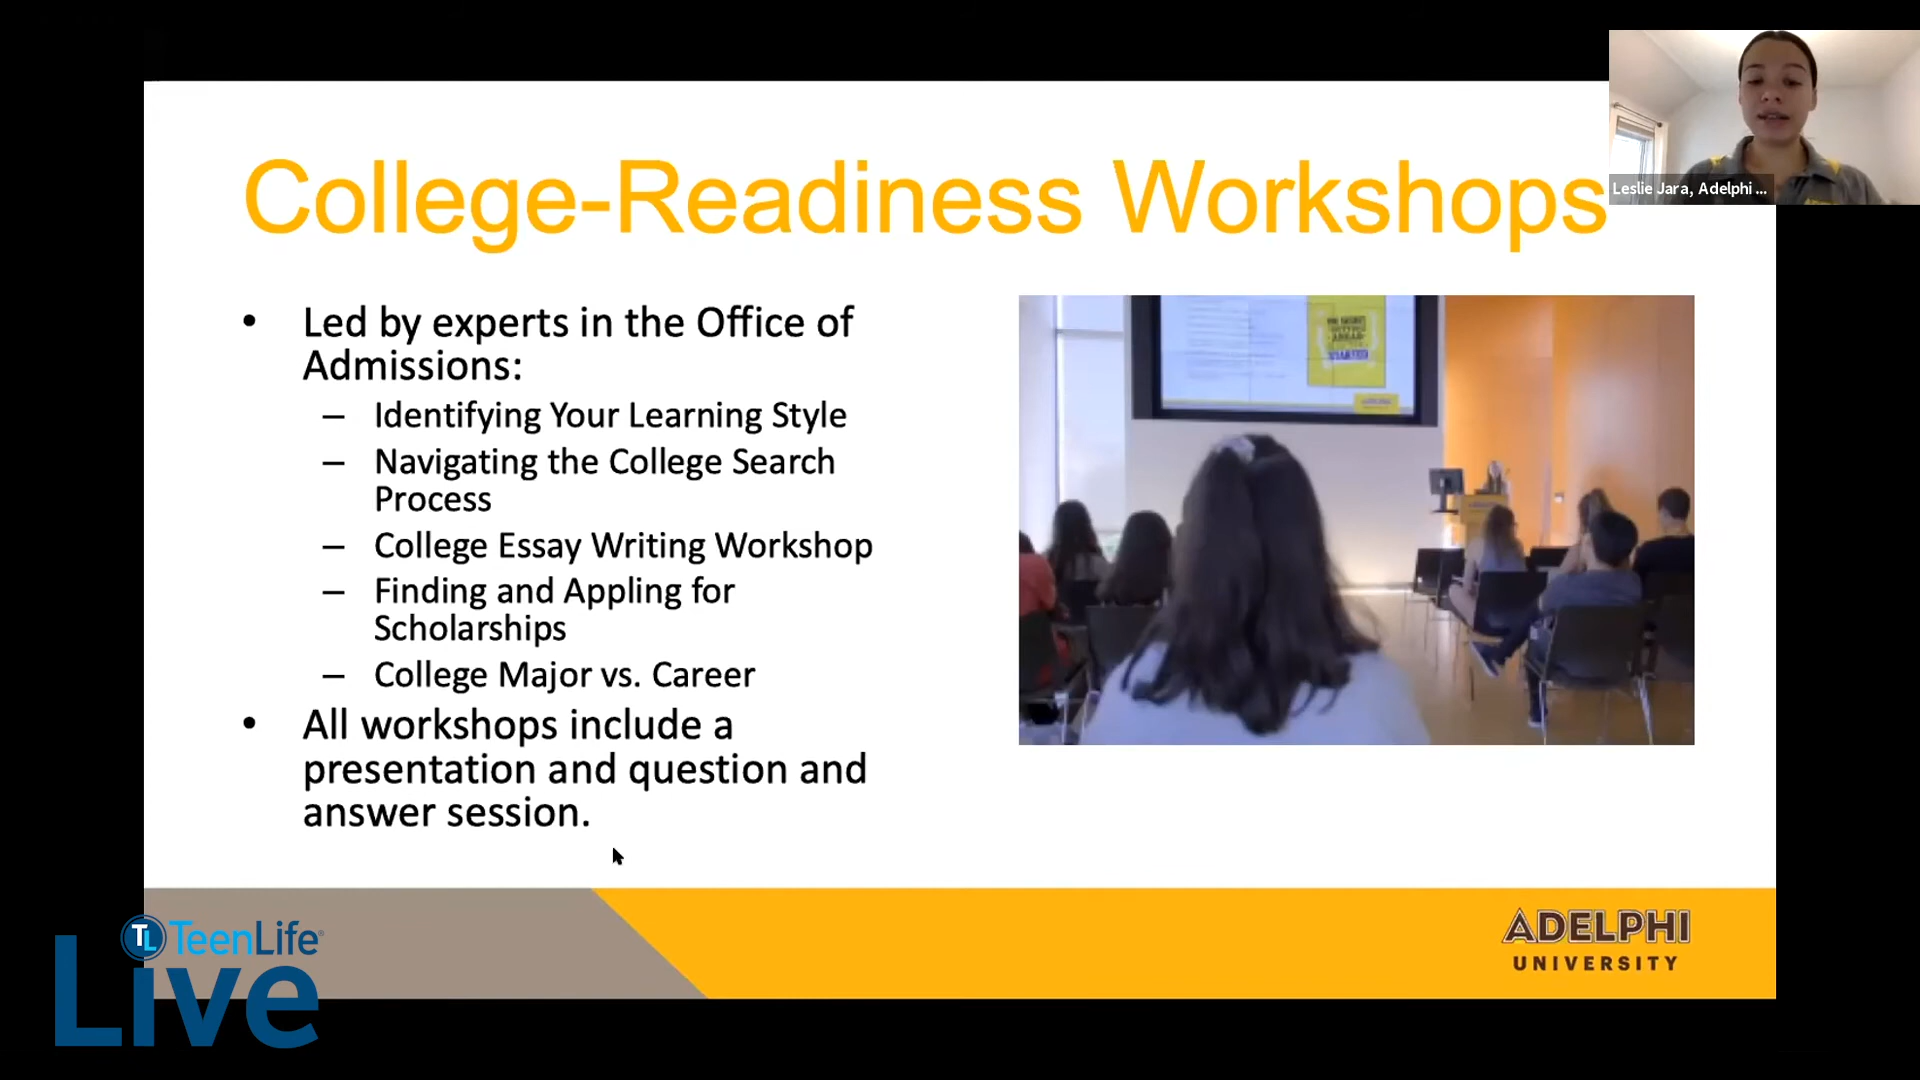 College-Readiness Workshops
Leslie Jara, Adelphi ...
• Led by experts in the Office of
Admissions:
– Identifying Your Learning Style
– Navigating the College Search
Process
– College Essay Writing Workshop
– Finding and Appling for
Scholarships
– College Major vs. Career
• All workshops include a
presentation and question and
answer session.
TL TeenLife
Live
ADELPHI
UNIVERSITY